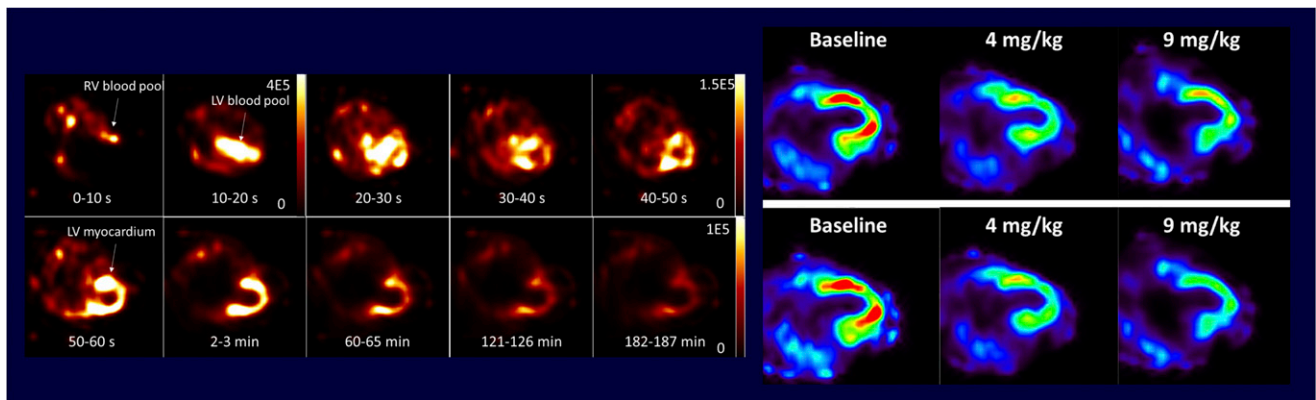 RV blood pool
4E5
LV blood pool
1.5E5
0-10 s
10-20 s
0
20-30 s
30-40 s
40-50 s
0
LV myocardium
1E5
50-60 s
2-3 min
60-65 min
121-126 min
182-187 min
0
Baseline
4 mg/kg
9 mg/kg
Baseline
4 mg/kg
9 mg/kg